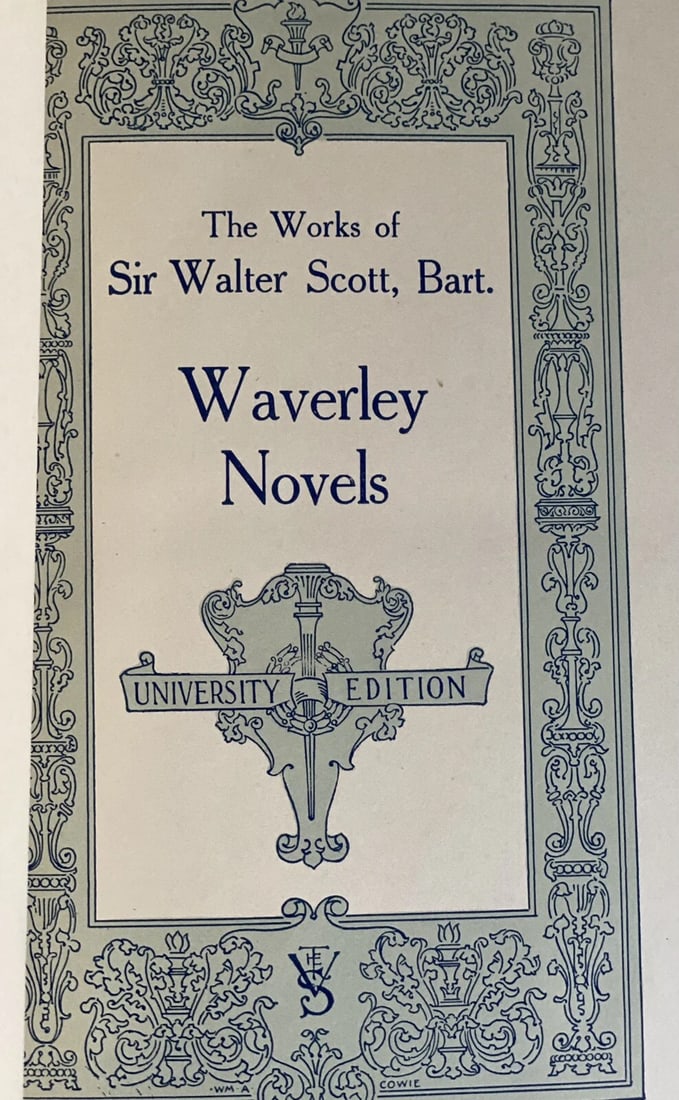 The Works of
Sir Walter Scott, Bart.
Waverley
Novels
UNIVERSITY EDITION
WM·A COWIE